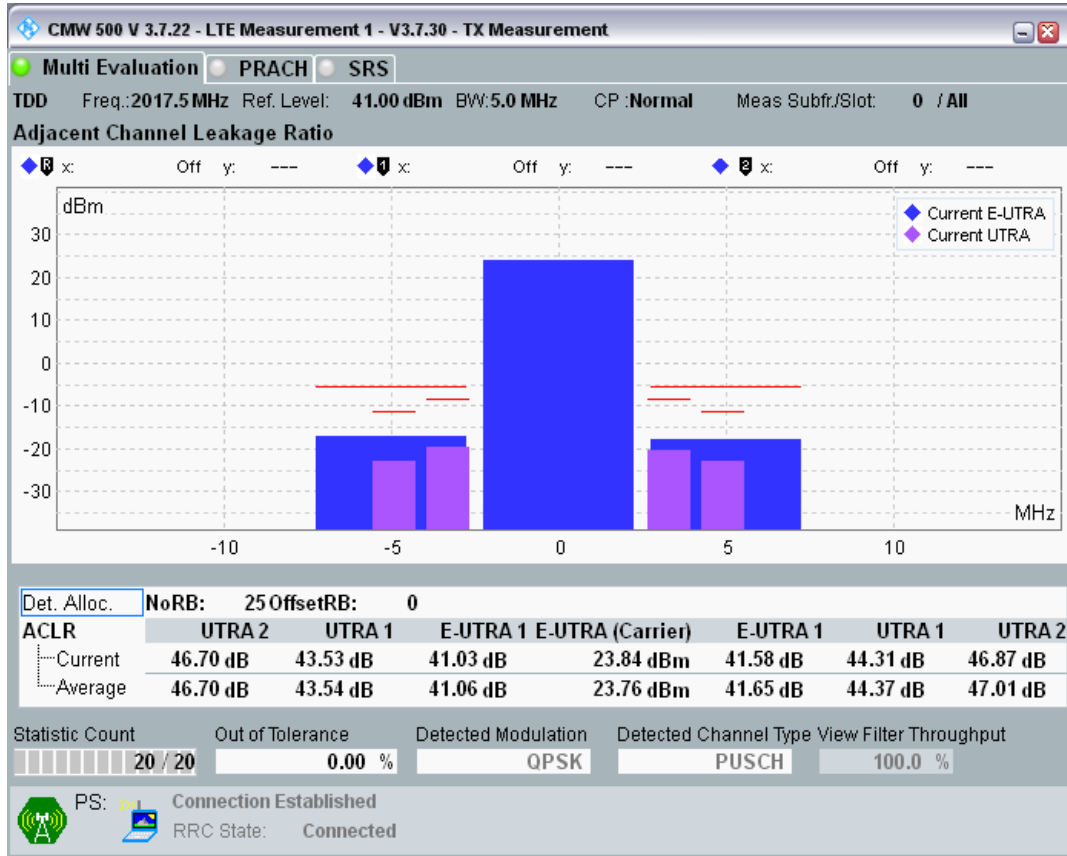 CMW 500 V 3.7.22 - LTE Measurement 1 - V3.7.30 - TX Measurement
Multi Evaluation PRACH SRS
TDD Freq.:2017.5 MHz Ref. Level: 41.00 dBm BW:5.0 MHz CP :Normal Meas Subfr./Slot: 0 / All
Adjacent Channel Leakage Ratio
R x: Off y: --- 1 x: Off y: --- 2 x: Off y: ---
dBm
Current E-UTRA
Current UTRA
30
20
10
0
-10
-20
-30
MHz
-10 -5 0 5 10
Det. Alloc. NoRB: 25 OffsetRB: 0
ACLR UTRA 2 UTRA 1 E-UTRA 1 E-UTRA (Carrier) E-UTRA 1 UTRA 1 UTRA 2
Current 46.70 dB 43.53 dB 41.03 dB 23.84 dBm 41.58 dB 44.31 dB 46.87 dB
Average 46.70 dB 43.54 dB 41.06 dB 23.76 dBm 41.65 dB 44.37 dB 47.01 dB
Statistic Count Out of Tolerance Detected Modulation Detected Channel Type View Filter Throughput
20 / 20 0.00 % QPSK PUSCH 100.0 %
PS: Connection Established
RRC State: Connected